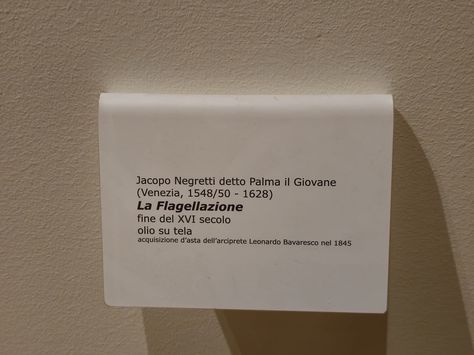 Jacopo Negretti detto Palma il Giovane
(Venezia, 1548/50 - 1628)
La Flagellazione
fine del XVI secolo
olio su tela
acquisizione d'asta dell'arciprete Leonardo Bavaresco nel 1845